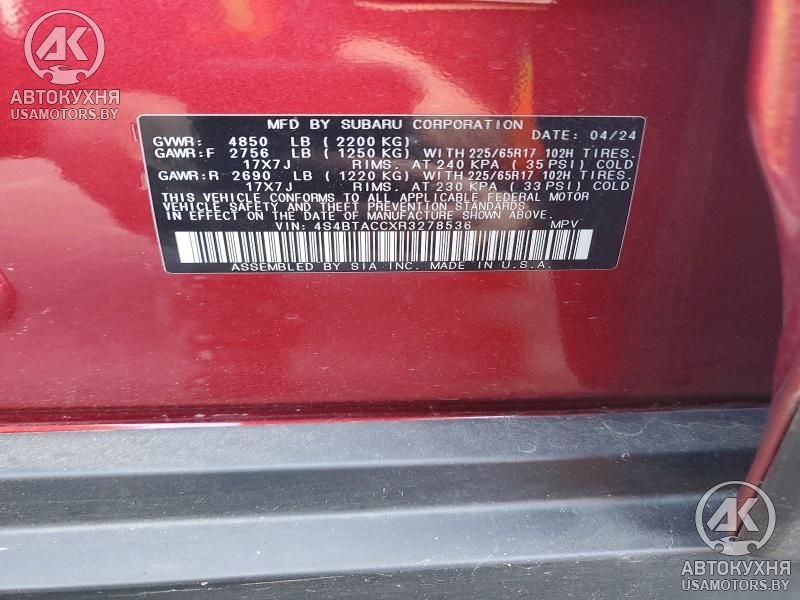 AK
АВТОКУХНЯ
USAMOTORS.BY
MFD BY SUBARU CORPORATION
GVWR: 4850 LB ( 2200 KG) DATE: 04/24
GAWR:F 2756 LB ( 1250 KG) WITH 225/65R17 102H TIRES.
17X7J RIMS. AT 240 KPA ( 35 PSI) COLD
GAWR:R 2690 LB ( 1220 KG) WITH 225/65R17 102H TIRES.
17X7J RIMS. AT 230 KPA ( 33 PSI) COLD
THIS VEHICLE CONFORMS TO ALL APPLICABLE FEDERAL MOTOR
VEHICLE SAFETY AND THEFT PREVENTION STANDARDS
IN EFFECT ON THE DATE OF MANUFACTURE SHOWN ABOVE.
VIN: 4S4BTACCXR3278536 MPV
ASSEMBLED BY SIA INC. MADE IN U.S.A.
AK
АВТОКУХНЯ
USAMOTORS.BY